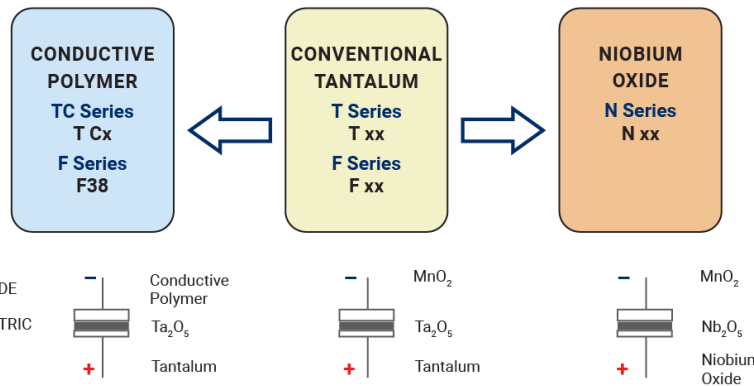 CONDUCTIVE
POLYMER
TC Series
T Cx
F Series
F38
CONVENTIONAL
TANTALUM
T Series
T xx
F Series
F xx
NIOBIUM
OXIDE
N Series
N xx
DE
TRIC
−
Conductive
Polymer
Ta₂O₅
+
Tantalum
−
MnO₂
Ta₂O₅
+
Tantalum
−
MnO₂
Nb₂O₅
+
Niobium
Oxide